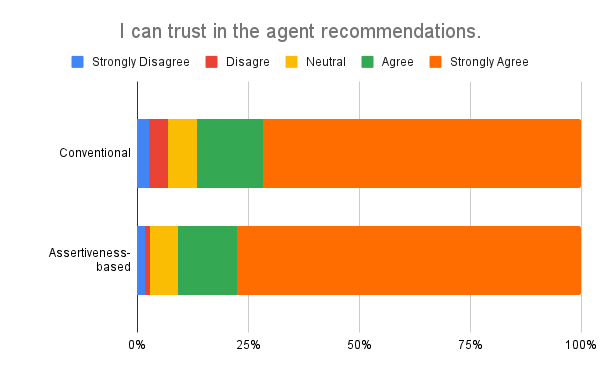 I can trust in the agent recommendations.
Strongly Disagree Disagre Neutral Agree Strongly Agree
Conventional
Assertiveness-
based
0% 25% 50% 75% 100%